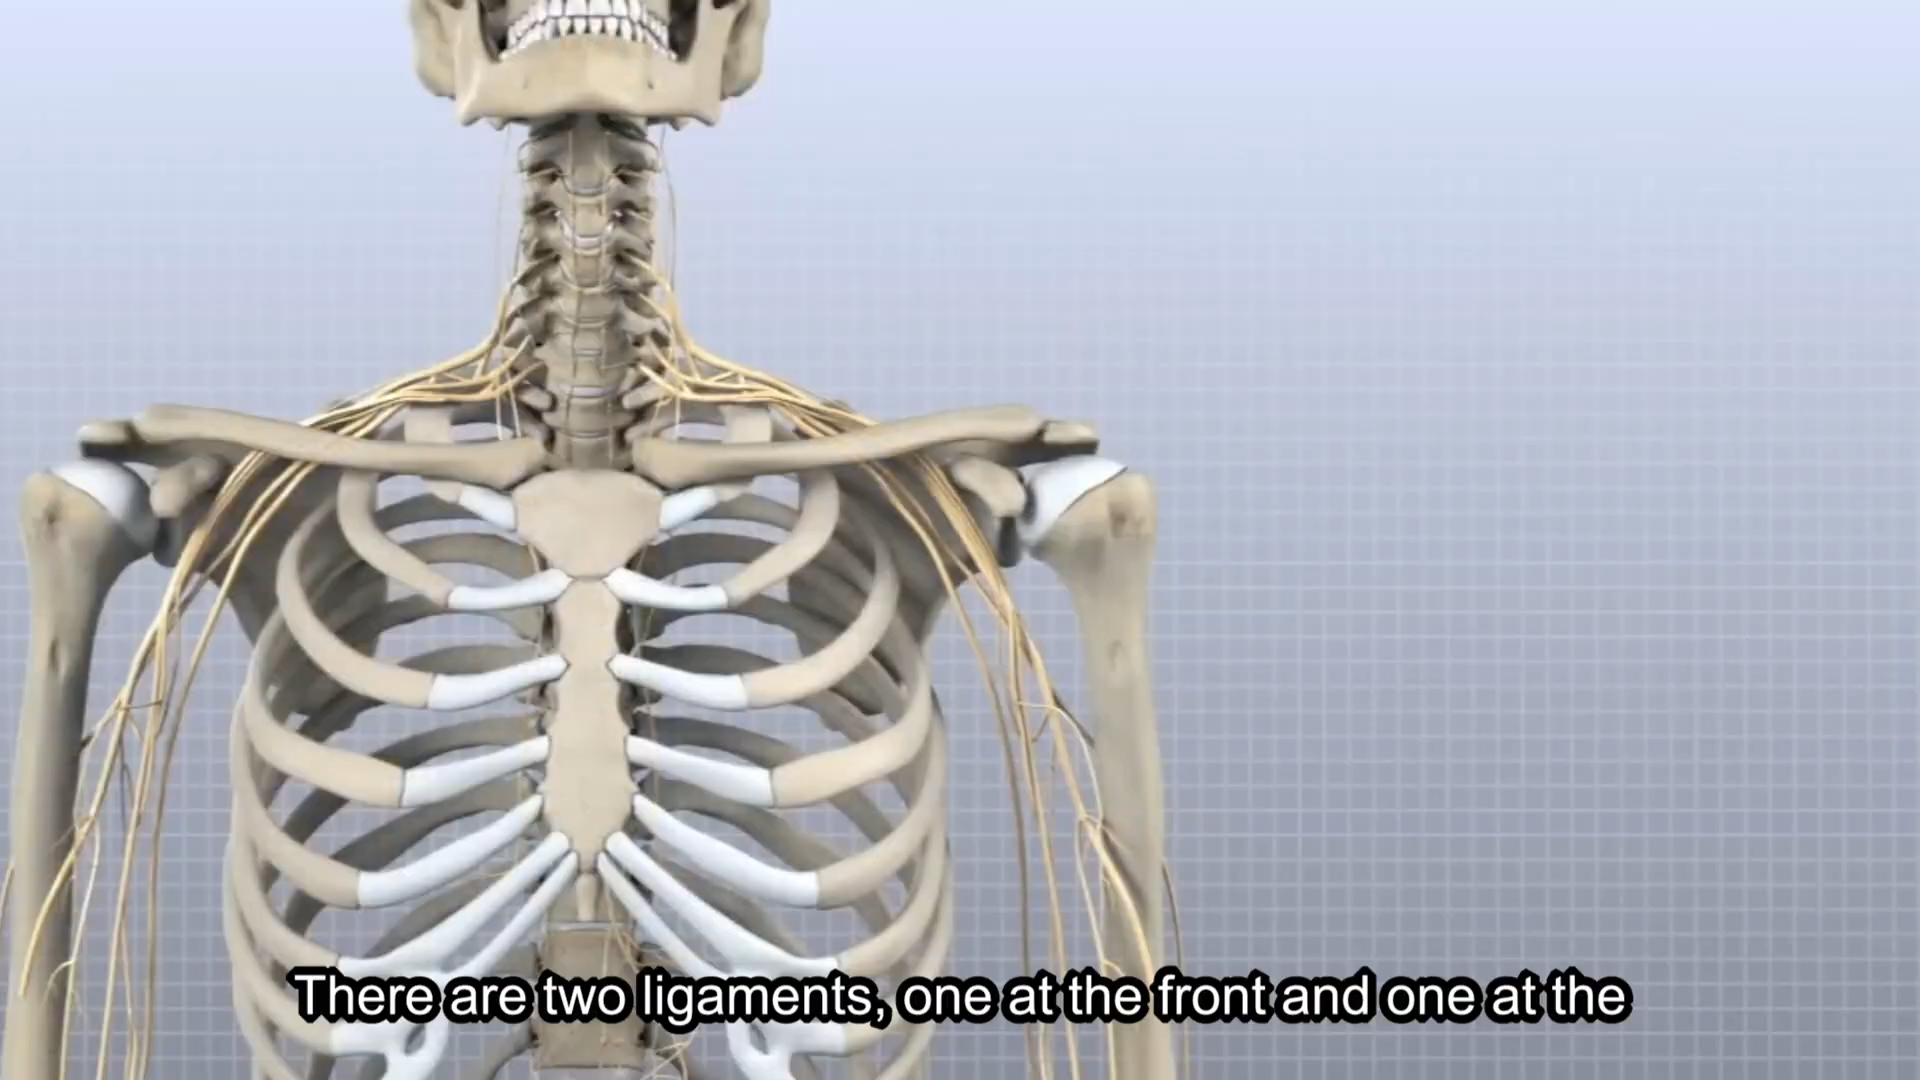 There are two ligaments, one at the front and one at the